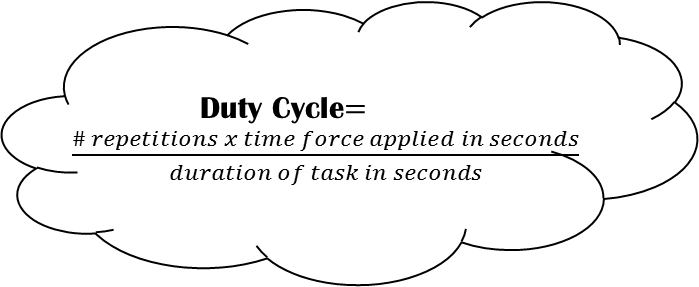 Duty Cycle=
# repetitions x time force applied in seconds
duration of task in seconds